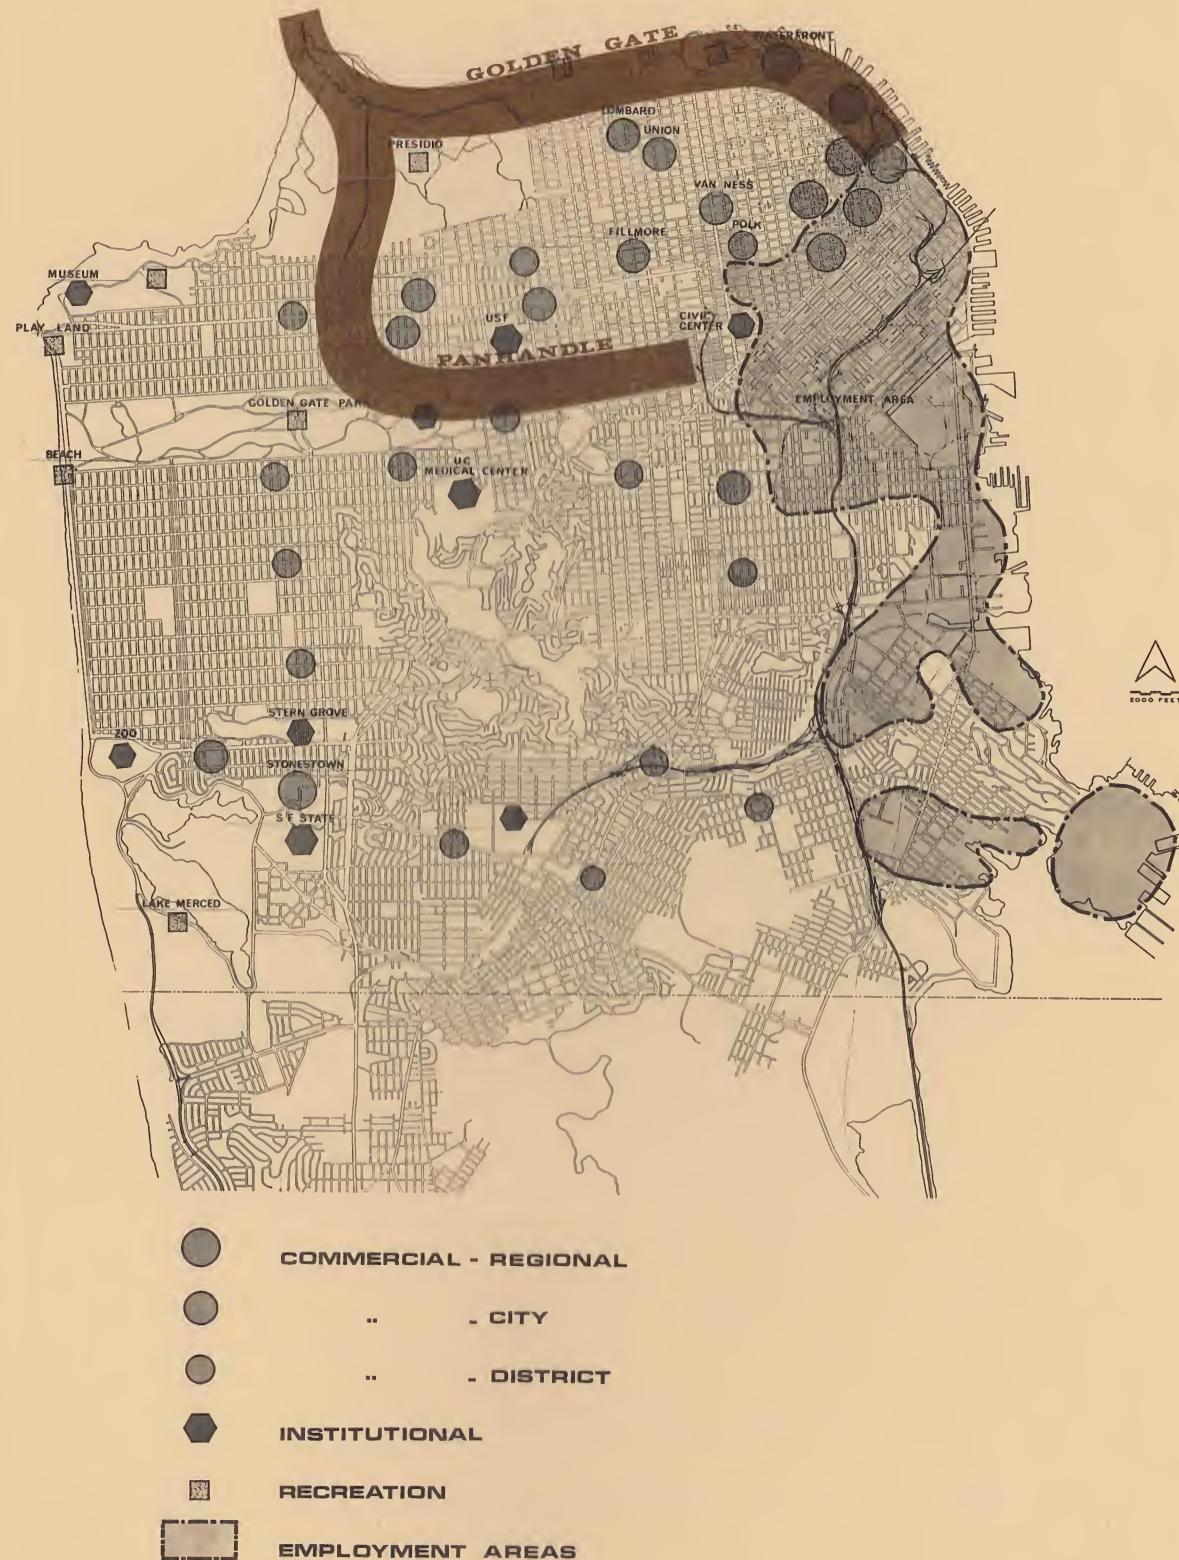 GOLDEN GATE
WATERFRONT
LOMBARD
UNION
PRESIDIO
VAN NESS
POLK
FILLMORE
MUSEUM
USF
CIVIC
CENTER
PLAY LAND
PANHANDLE
EMPLOYMENT AREA
GOLDEN GATE PARK
BEACH
UC
MEDICAL CENTER
2000 FEET
STERN GROVE
ZOO
STONESTOWN
S F STATE
LAKE MERCED
COMMERCIAL - REGIONAL
" - CITY
" - DISTRICT
INSTITUTIONAL
RECREATION
EMPLOYMENT AREAS